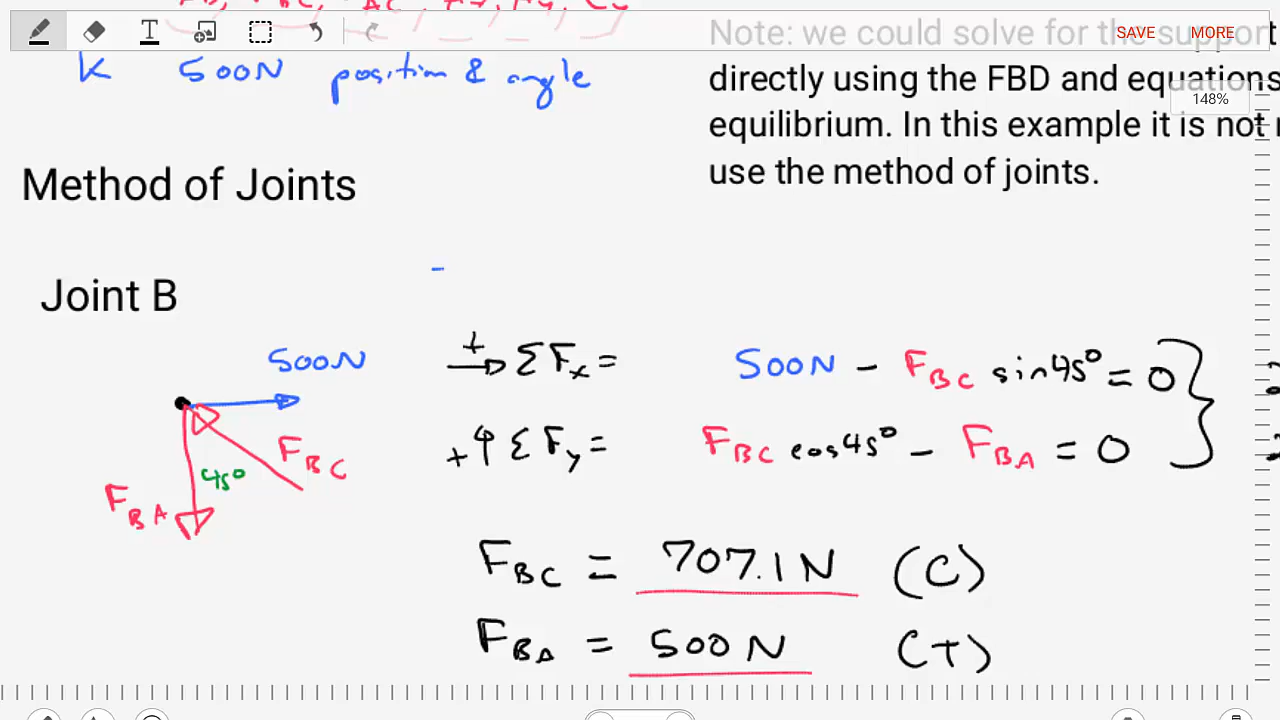 SAVE MORE
Note: we could solve for the support
K 500N position & angle
directly using the FBD and equations
148%
equilibrium. In this example it is not
use the method of joints.
Method of Joints
Joint B
500N
+ → ΣFx = 500N - FBC sin45° = 0
+↑ ΣFy = FBC cos45° - FBA = 0
FBC
45°
FBA
FBC = 707.1N (C)
FBA = 500N (T)